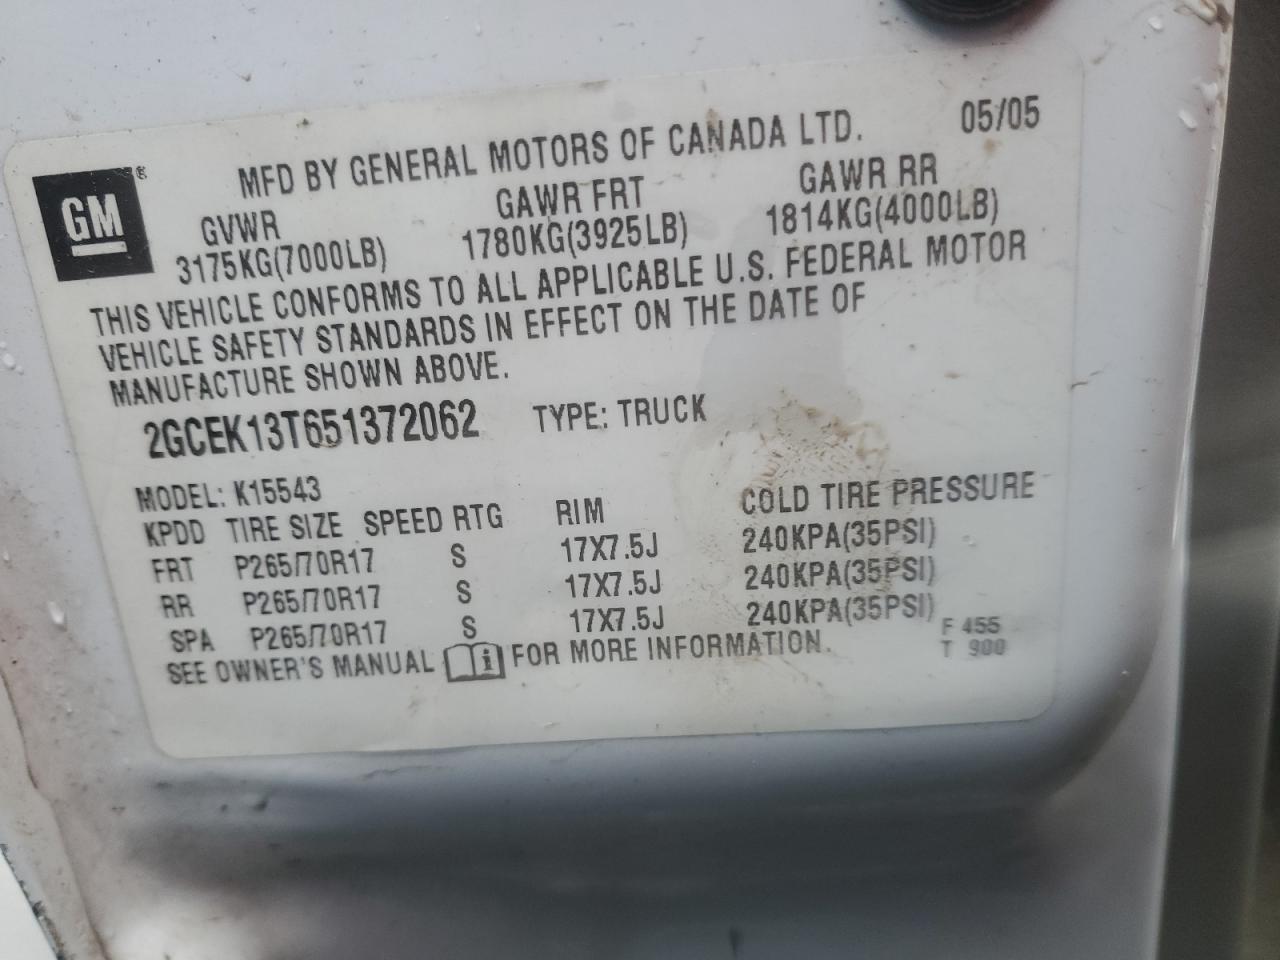 GM ®
MFD BY GENERAL MOTORS OF CANADA LTD. 05/05
GVWR GAWR FRT GAWR RR
3175KG(7000LB) 1780KG(3925LB) 1814KG(4000LB)
THIS VEHICLE CONFORMS TO ALL APPLICABLE U.S. FEDERAL MOTOR
VEHICLE SAFETY STANDARDS IN EFFECT ON THE DATE OF
MANUFACTURE SHOWN ABOVE.
2GCEK13T651372062 TYPE: TRUCK
MODEL: K15543
KPDD TIRE SIZE SPEED RTG RIM COLD TIRE PRESSURE
FRT P265/70R17 S 17X7.5J 240KPA(35PSI)
RR P265/70R17 S 17X7.5J 240KPA(35PSI)
SPA P265/70R17 S 17X7.5J 240KPA(35PSI)
SEE OWNER'S MANUAL i FOR MORE INFORMATION.
F 455
T 900